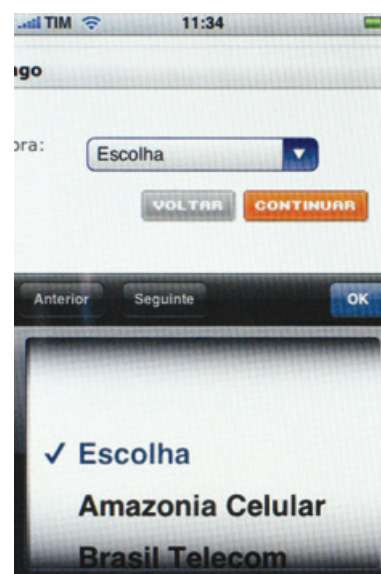 TIM 11:34
ago
ora:
Escolha
VOLTAR CONTINUAR
Anterior Seguinte OK
✓ Escolha
Amazonia Celular
Brasil Telecom